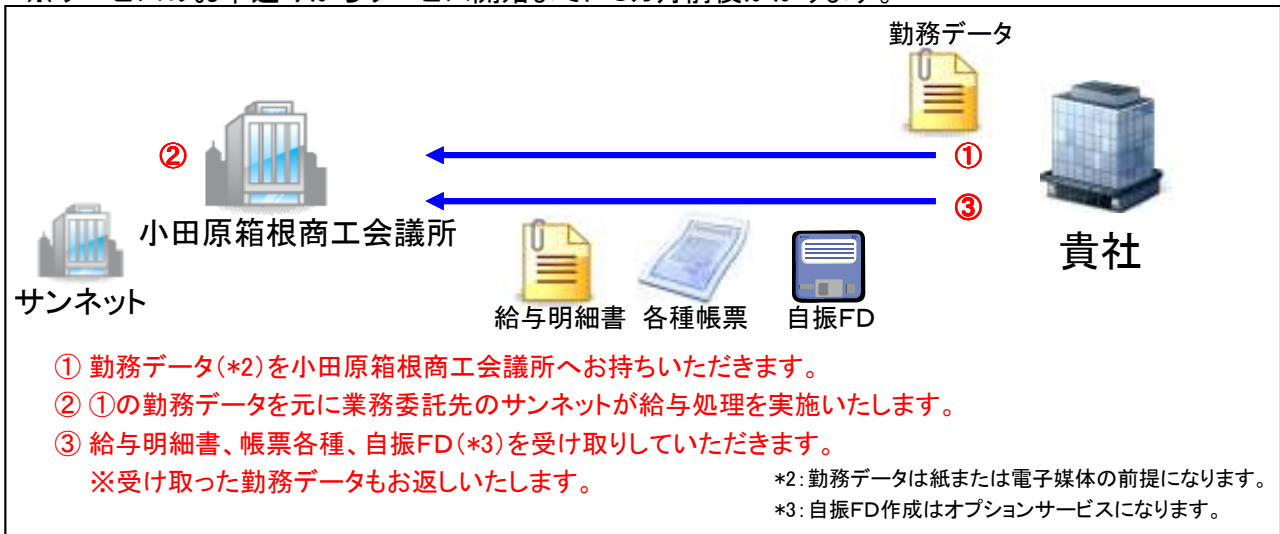 勤務データ
②
①
③
小田原箱根商工会議所
貴社
サンネット
給与明細書 各種帳票 自振FD
① 勤務データ(*2)を小田原箱根商工会議所へお持ちいただきます。
② ①の勤務データを元に業務委託先のサンネットが給与処理を実施いたします。
③ 給与明細書、帳票各種、自振FD(*3)を受け取りしていただきます。
※受け取った勤務データもお返しいたします。
*2:勤務データは紙または電子媒体の前提になります。
*3:自振FD作成はオプションサービスになります。